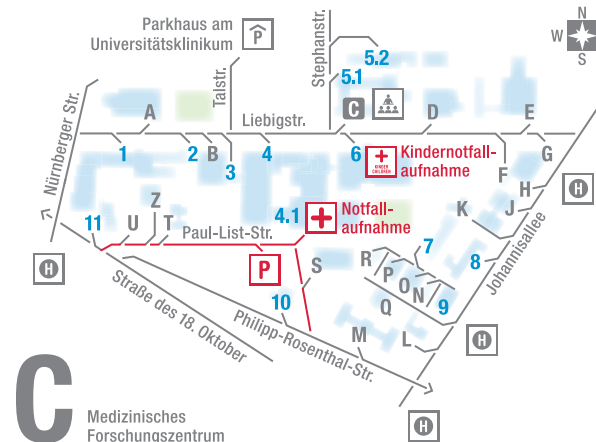 Parkhaus am
Universitätsklinikum
P
N
W
S
Stephanstr.
5.2
5.1
Talstr.
Nürnberger Str.
A
Liebigstr.
C
D
E
1
2
B
3
4
6
KINDER
CHILDREN
Kindernotfall-
aufnahme
F
G
H
H
J
K
Johannisallee
Z
11
U
T
Paul-List-Str.
4.1
Notfall-
aufnahme
H
P
S
R
7
P
O
N
Q
8
9
10
Straße des 18. Oktober
Philipp-Rosenthal-Str.
M
L
H
H
C
Medizinisches
Forschungszentrum